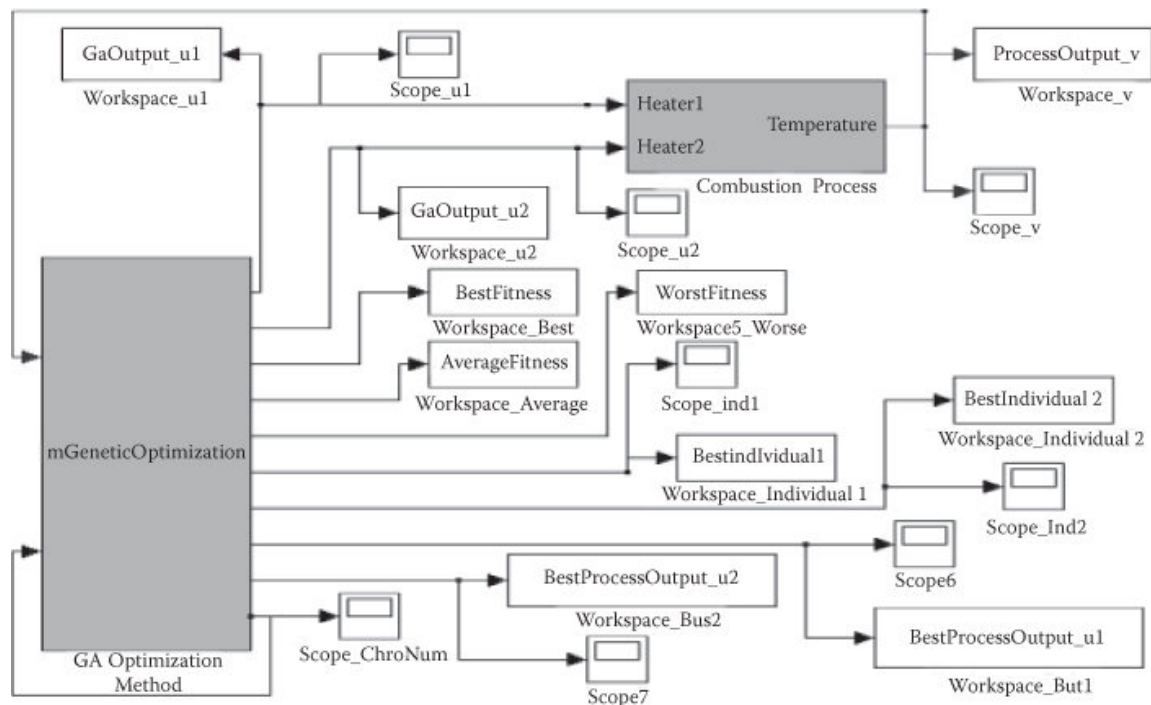 GaOutput_u1
Workspace_u1
Scope_u1
ProcessOutput_v
Workspace_v
Heater1
Temperature
Heater2
Combustion Process
GaOutput_u2
Workspace_u2
Scope_u2
Scope_v
BestFitness
Workspace_Best
WorstFitness
Workspace5_Worse
AverageFitness
Workspace_Average
Scope_ind1
BestIndividual 2
Workspace_Individual 2
mGeneticOptimization
BestindIvidual1
Workspace_Individual 1
Scope_Ind2
Scope6
BestProcessOutput_u2
Workspace_Bus2
BestProcessOutput_u1
Workspace_But1
Scope_ChroNum
Scope7
GA Optimization
Method